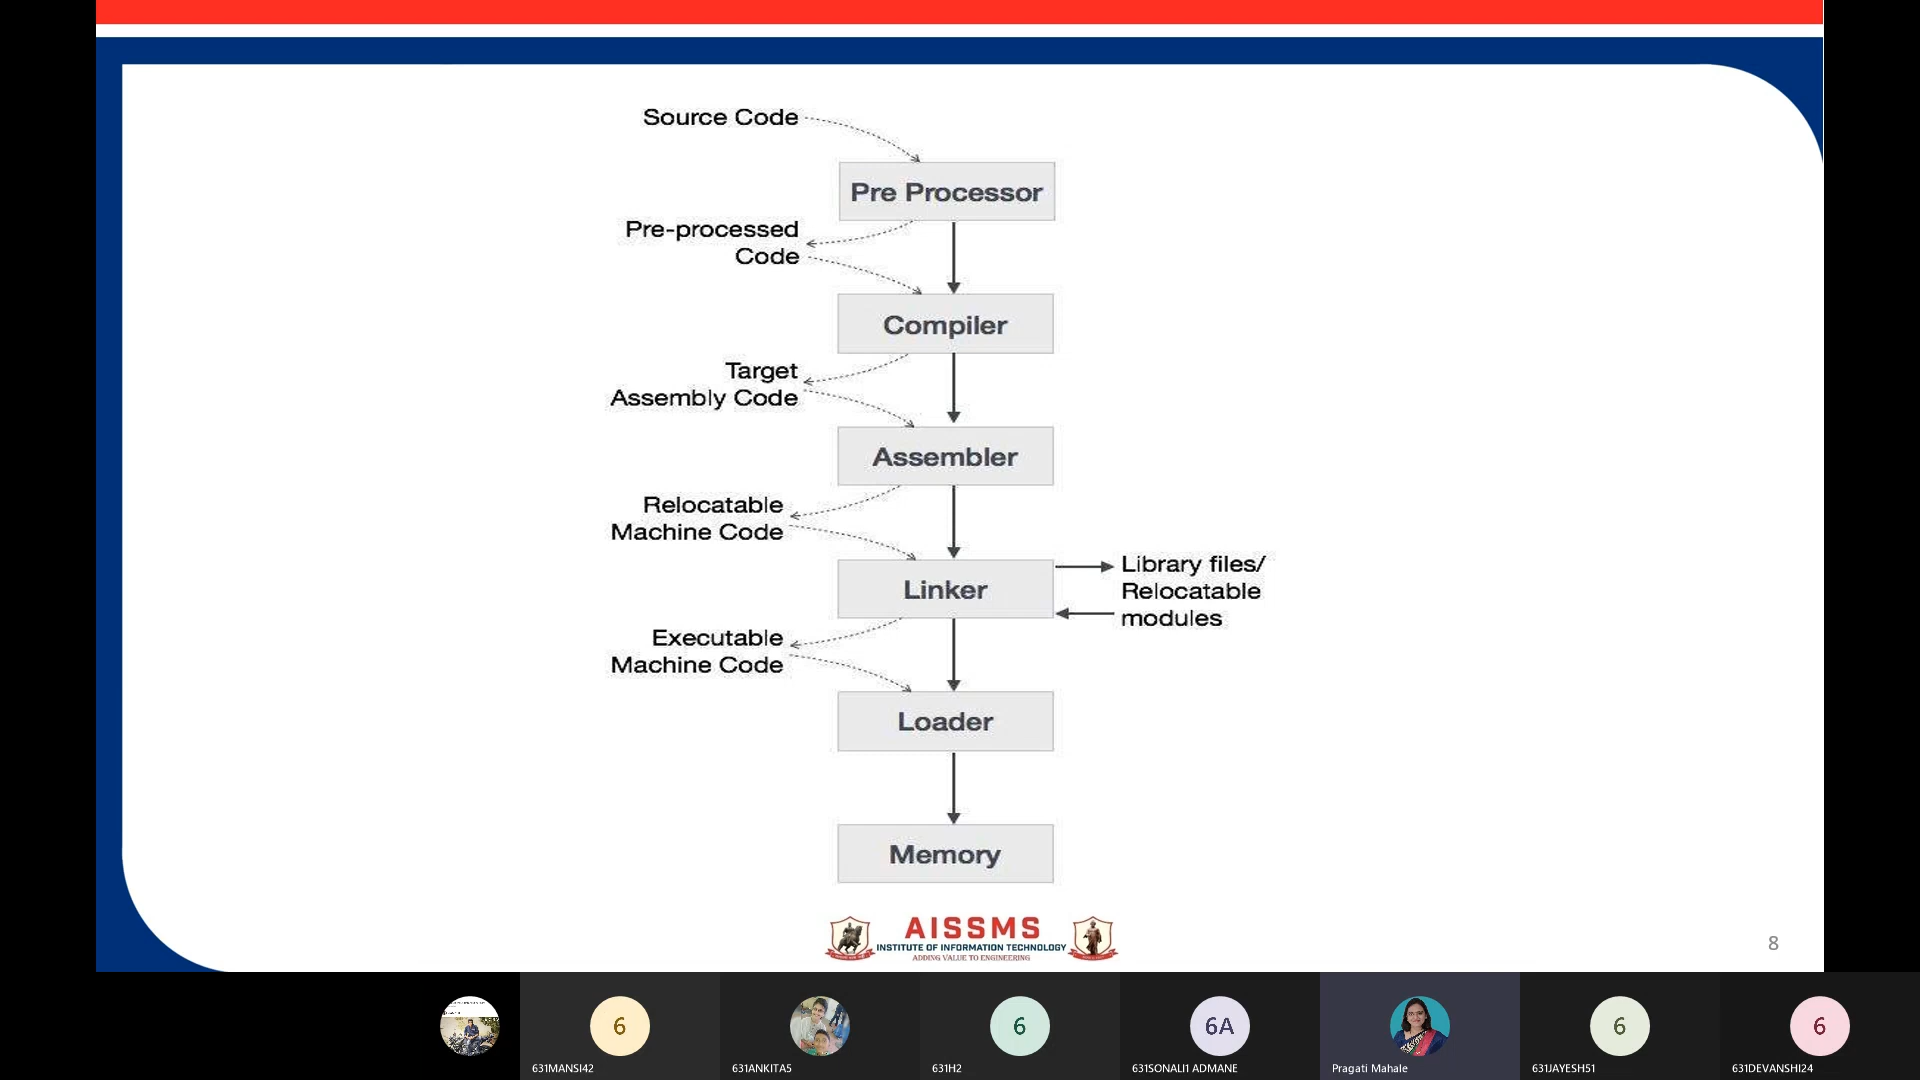 Source Code
Pre Processor
Pre-processed
Code
Compiler
Target
Assembly Code
Assembler
Relocatable
Machine Code
Linker
Library files/
Relocatable
modules
Executable
Machine Code
Loader
Memory
AISSMS
INSTITUTE OF INFORMATION TECHNOLOGY
ADDING VALUE TO ENGINEERING
8
6
6
6A
6
6
631MANSI42
631ANKITA5
631H2
631SONALI1 ADMANE
Pragati Mahale
631JAYESH51
631DEVANSHI24